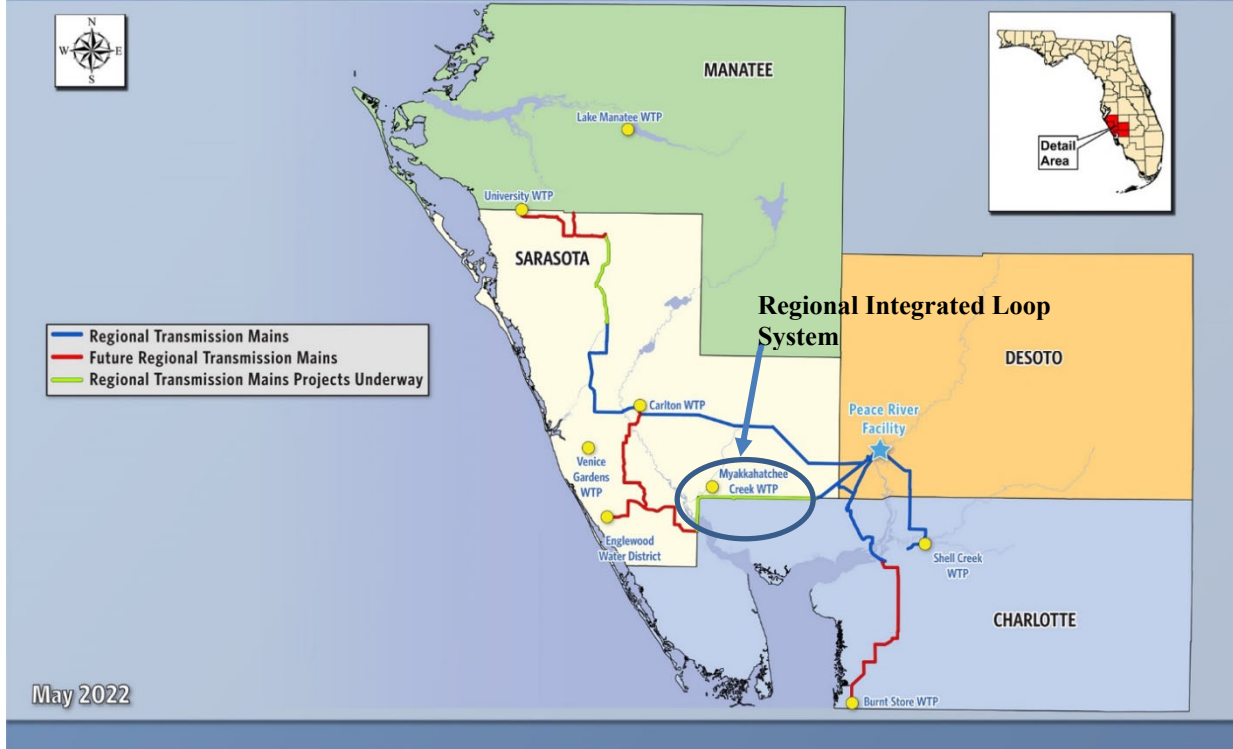 N
W
E
S
MANATEE
Lake Manatee WTP
Detail
Area
University WTP
SARASOTA
Regional Integrated Loop
System
Regional Transmission Mains
Future Regional Transmission Mains
Regional Transmission Mains Projects Underway
DESOTO
Carlton WTP
Peace River
Facility
Venice
Gardens
WTP
Myakkahatchee
Creek WTP
Englewood
Water District
Shell Creek
WTP
CHARLOTTE
May 2022
Burnt Store WTP